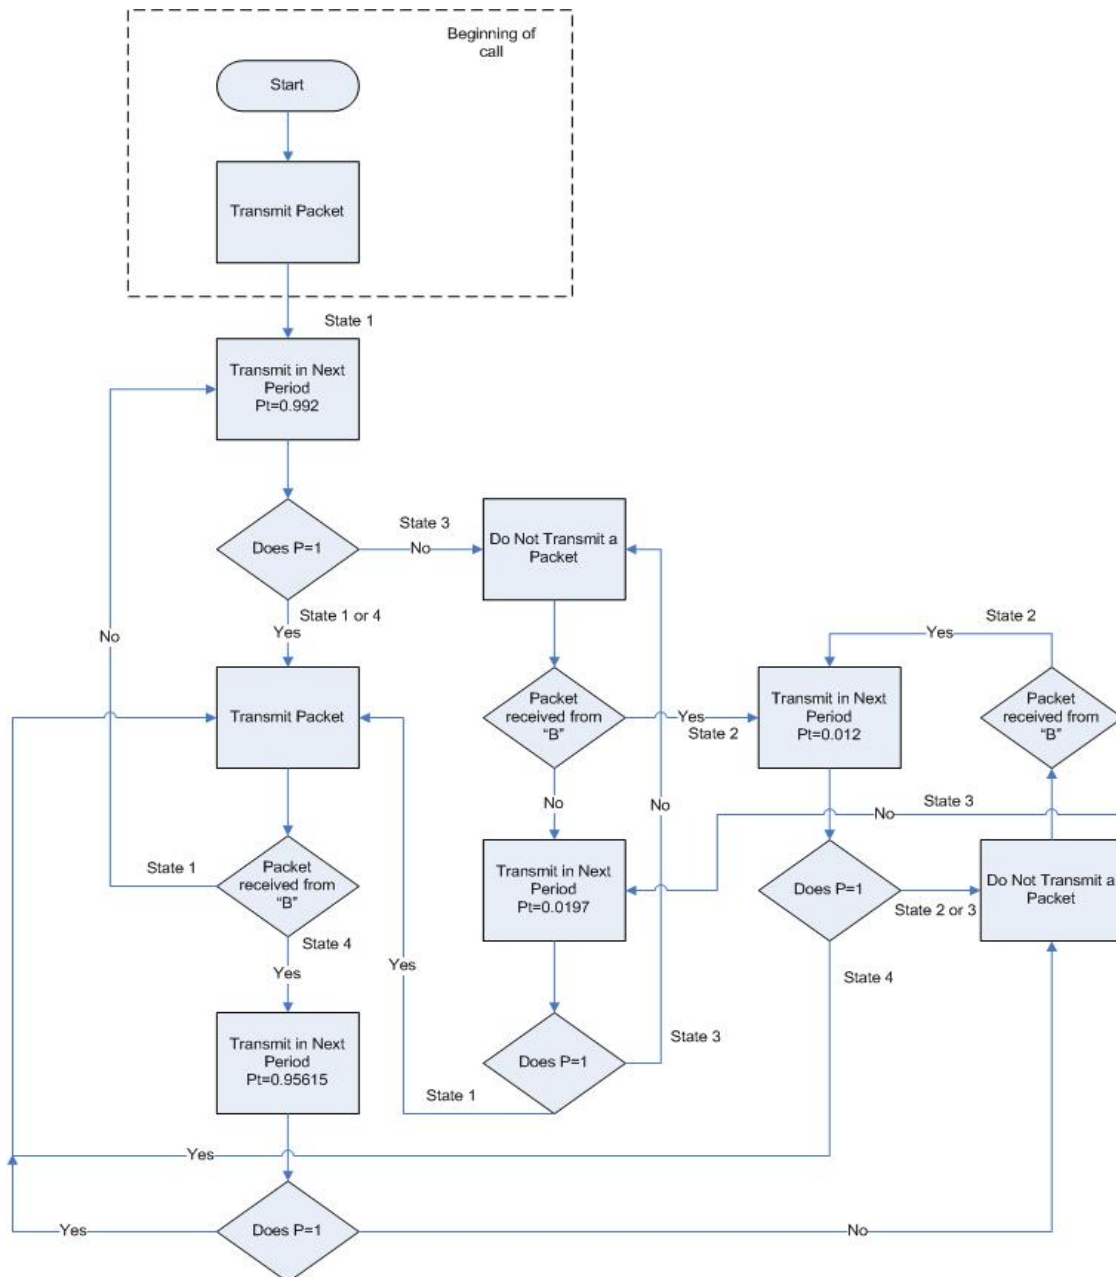 Beginning of
call
Start
Transmit Packet
State 1
Transmit in Next
Period
Pt=0.992
Does P=1
State 3
No
Do Not Transmit a
Packet
State 1 or 4
Yes
No
Transmit Packet
Packet
received from
“B”
Yes
State 2
Transmit in Next
Period
Pt=0.012
State 2
Yes
Packet
received from
“B”
No
No
State 3
No
State 1
Packet
received from
“B”
Transmit in Next
Period
Pt=0.0197
Does P=1
State 2 or 3
Do Not Transmit a
Packet
State 4
Yes
Yes
State 4
Transmit in Next
Period
Pt=0.95615
Does P=1
State 3
State 1
Yes
Does P=1
Yes
No